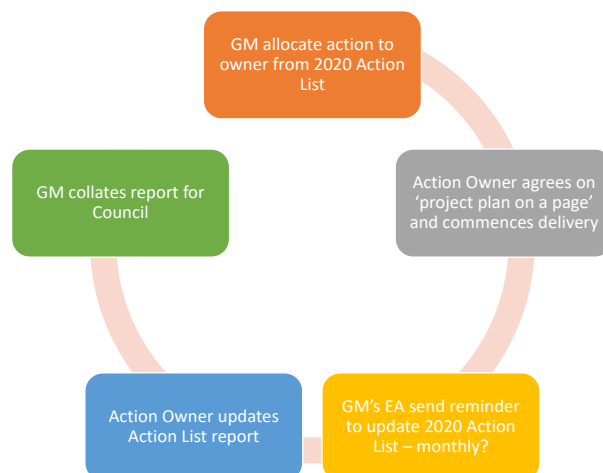 GM allocate action to
owner from 2020 Action
List
Action Owner agrees on
‘project plan on a page’
and commences delivery
GM’s EA send reminder
to update 2020 Action
List – monthly?
Action Owner updates
Action List report
GM collates report for
Council